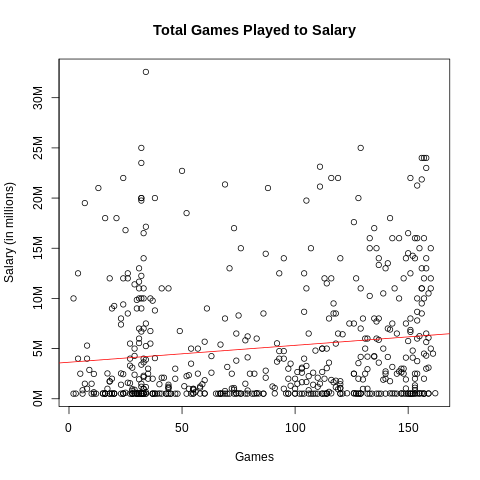 Total Games Played to Salary
Salary (in millions)
30M
25M
20M
15M
10M
5M
0M
0 50 100 150
Games